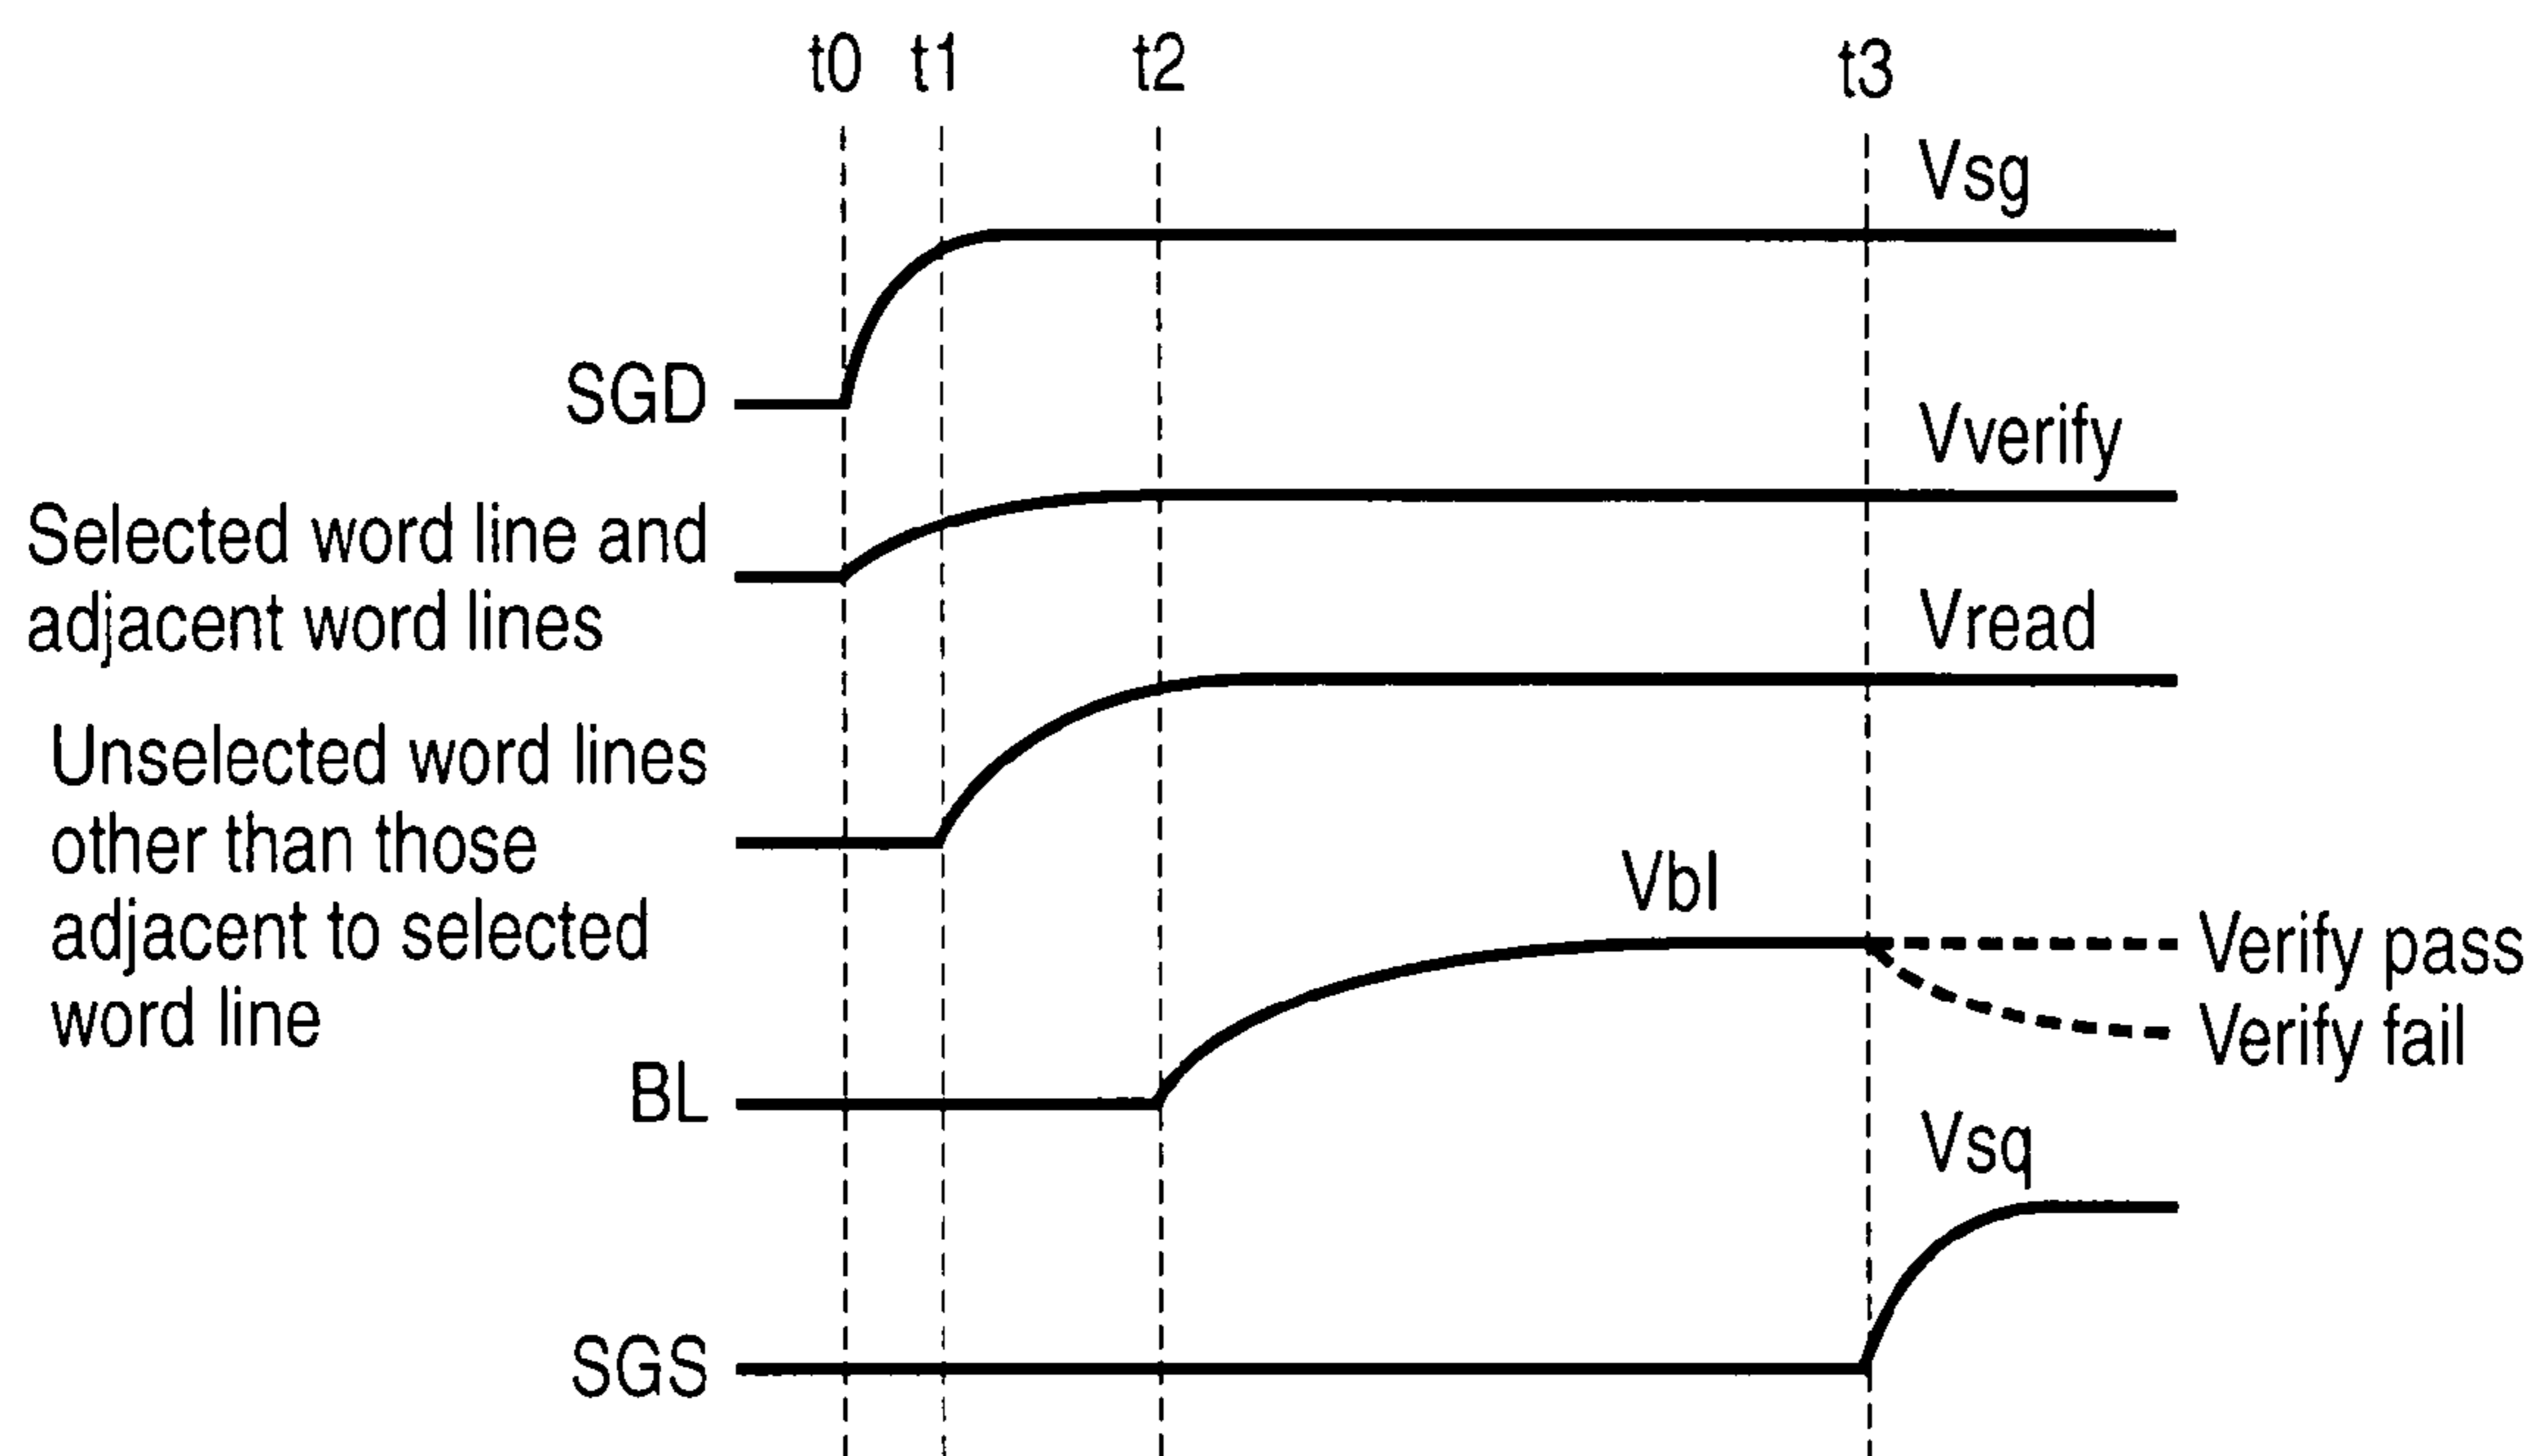 t0 t1 t2 t3
Vsg
SGD
Vverify
Selected word line and
adjacent word lines
Vread
Unselected word lines
other than those
adjacent to selected
word line
Vbl
Verify pass
Verify fail
BL
Vsq
SGS